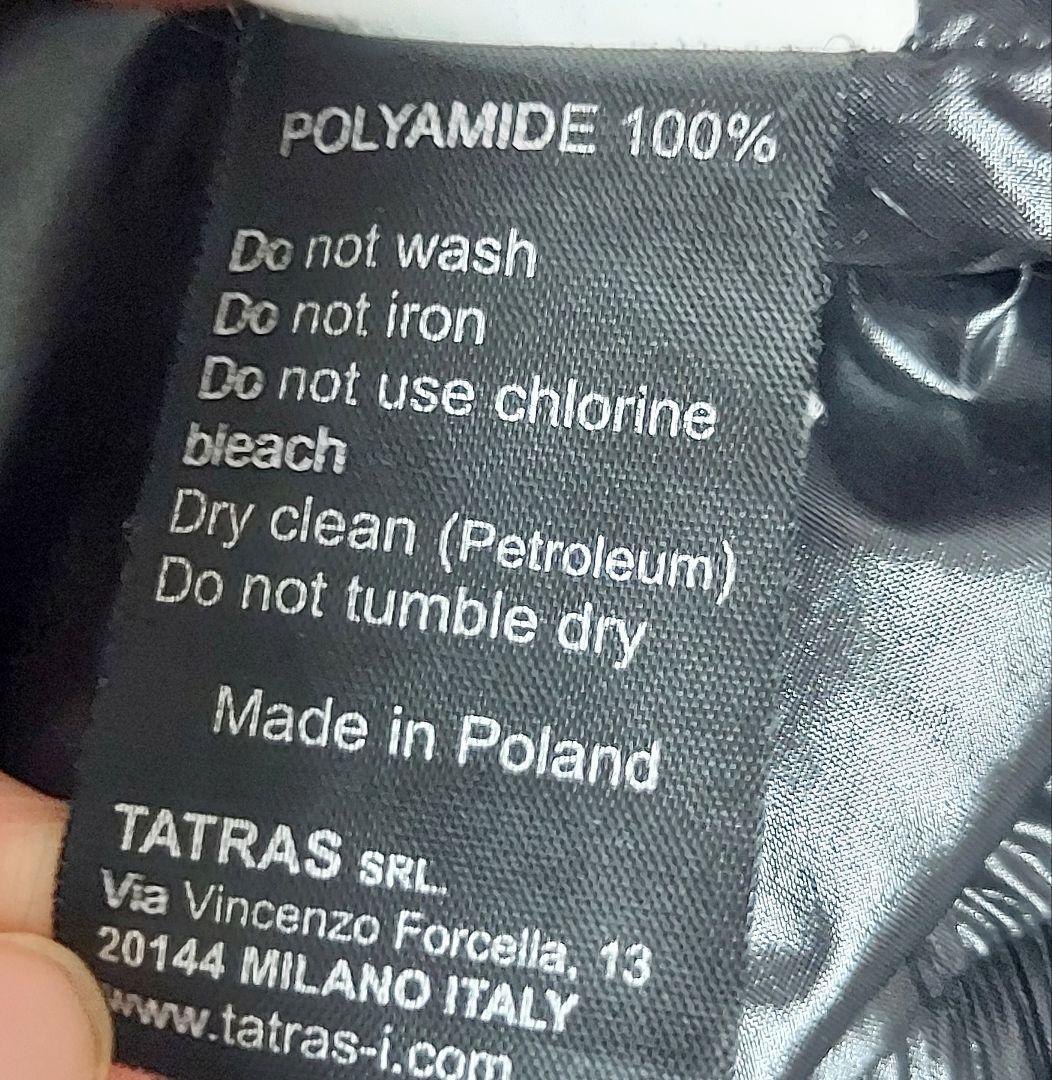 POLYAMIDE 100%
Do not wash
Do not iron
Do not use chlorine
bleach
Dry clean (Petroleum)
Do not tumble dry
Made in Poland
TATRAS SRL.
Via Vincenzo Forcella, 13
20144 MILANO ITALY
www.tatras-i.com